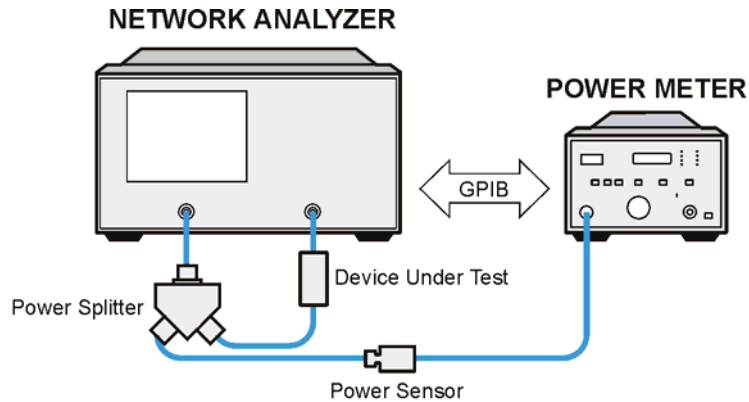 NETWORK ANALYZER
POWER METER
GPIB
Device Under Test
Power Splitter
Power Sensor